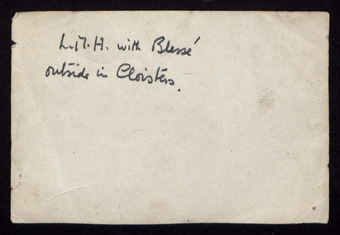 L.M.H. with Blessé
outside in Cloisters.